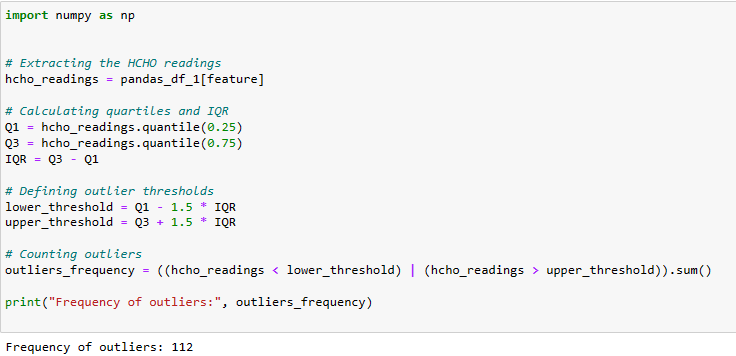 import numpy as np
# Extracting the HCHO readings
hcho_readings = pandas_df_1[feature]
# Calculating quartiles and IQR
Q1 = hcho_readings.quantile(0.25)
Q3 = hcho_readings.quantile(0.75)
IQR = Q3 - Q1
# Defining outlier thresholds
lower_threshold = Q1 - 1.5 * IQR
upper_threshold = Q3 + 1.5 * IQR
# Counting outliers
outliers_frequency = ((hcho_readings < lower_threshold) | (hcho_readings > upper_threshold)).sum()
print("Frequency of outliers:", outliers_frequency)
Frequency of outliers: 112